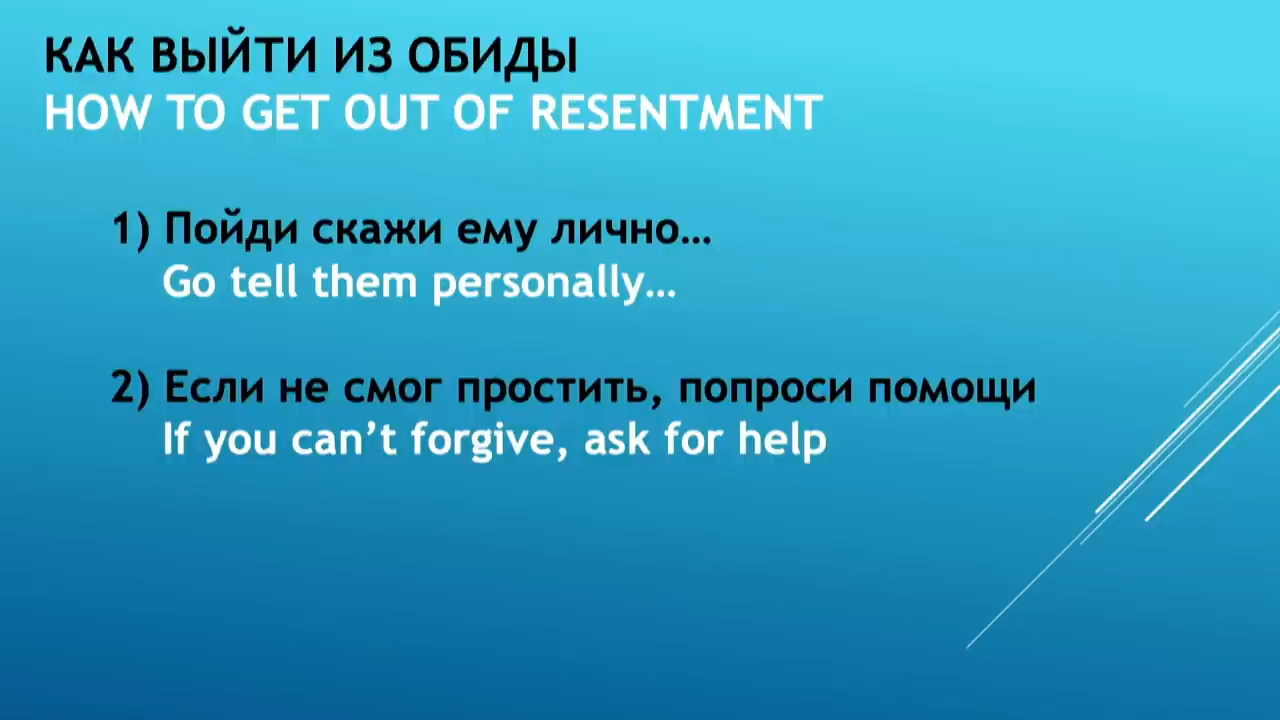 КАК ВЫЙТИ ИЗ ОБИДЫ
HOW TO GET OUT OF RESENTMENT
1) Пойди скажи ему лично…
Go tell them personally…
2) Если не смог простить, попроси помощи
If you can’t forgive, ask for help